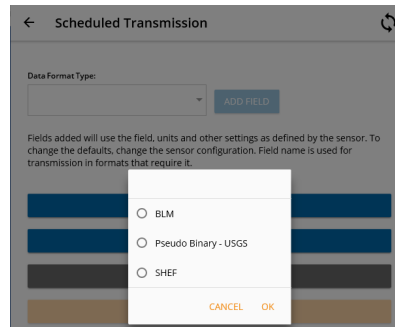 Scheduled Transmission
Data Format Type:
ADD FIELD
Fields added will use the field, units and other settings as defined by the sensor. To
change the defaults, change the sensor configuration. Field name is used for
transmission in formats that require it.
BLM
Pseudo Binary - USGS
SHEF
CANCEL OK